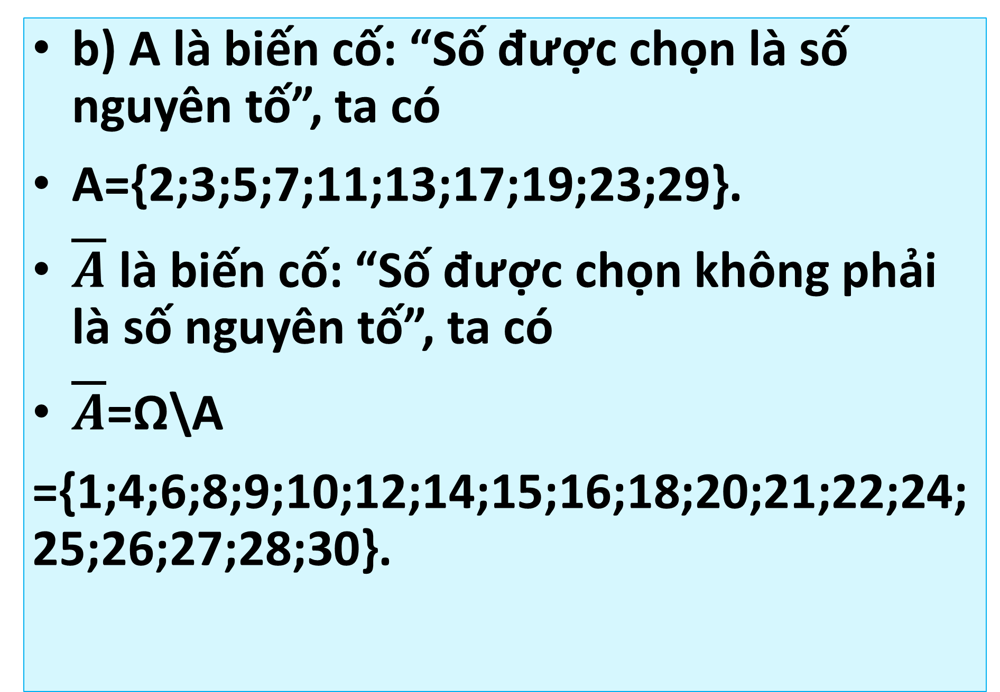 • b) A là biến cố: “Số được chọn là số
nguyên tố”, ta có
• A={2;3;5;7;11;13;17;19;23;29}.
• A̅ là biến cố: “Số được chọn không phải
là số nguyên tố”, ta có
• A̅=Ω\A
={1;4;6;8;9;10;12;14;15;16;18;20;21;22;24;
25;26;27;28;30}.